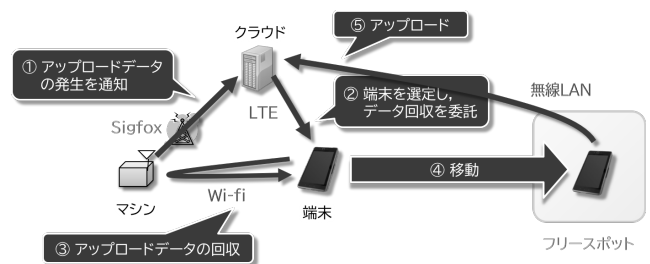 クラウド
⑤ アップロード
① アップロードデータ
の発生を通知
② 端末を選定し,
データ回収を委託
無線LAN
LTE
Sigfox
④ 移動
Wi-fi
マシン
端末
③ アップロードデータの回収
フリースポット